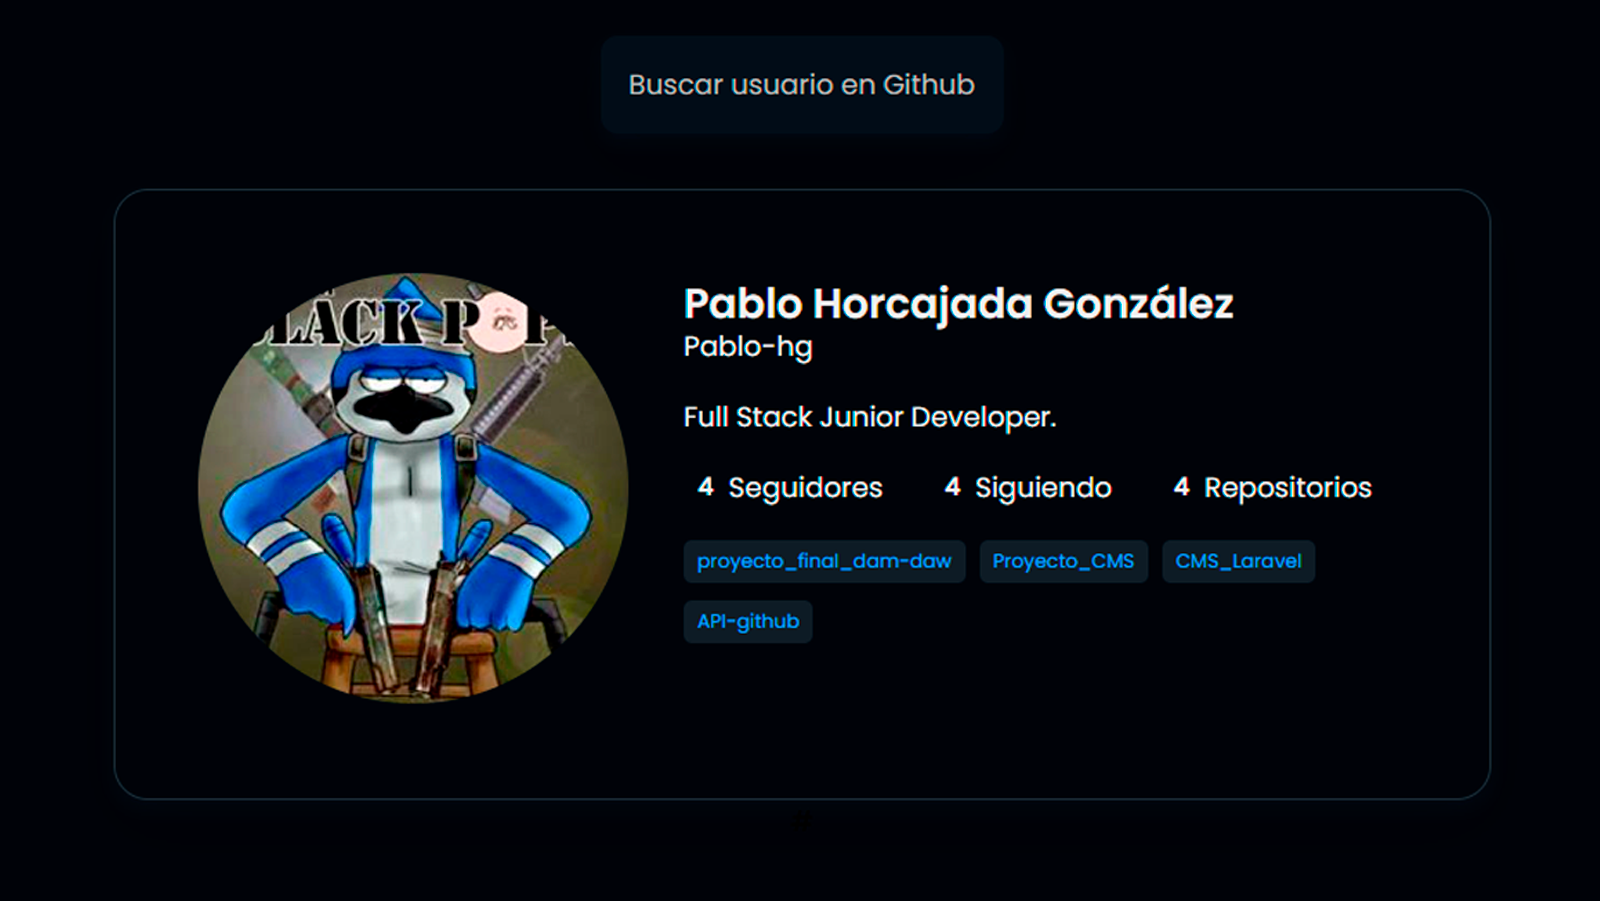 Buscar usuario en Github
LACK P
Pablo Horcajada González
Pablo-hg
Full Stack Junior Developer.
4 Seguidores 4 Siguiendo 4 Repositorios
proyecto_final_dam-daw Proyecto_CMS CMS_Laravel
API-github